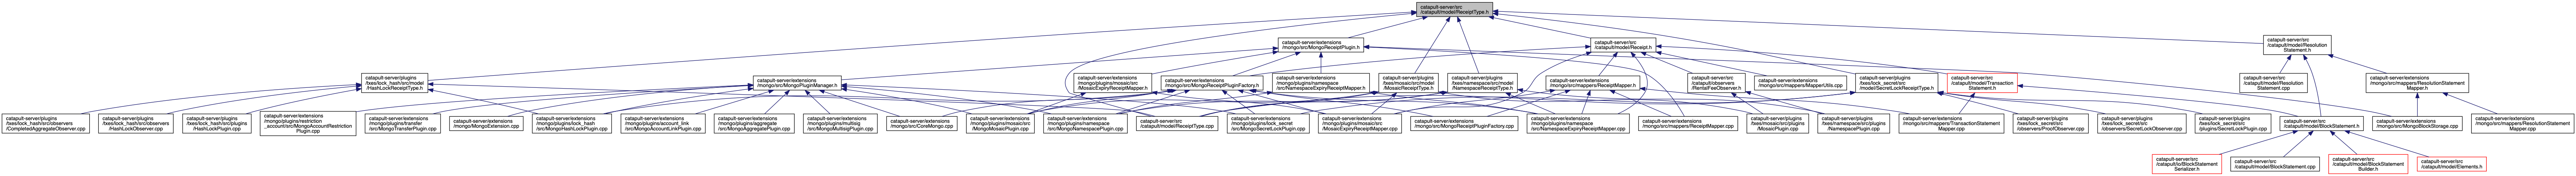 catapult-server/src
/catapult/model/ReceiptType.h
catapult-server/extensions
/mongo/src/MongoReceiptPlugin.h
catapult-server/src
/catapult/model/Receipt.h
catapult-server/src
/catapult/model/Resolution
Statement.h
catapult-server/plugins
/txes/lock_hash/src/model
/HashLockReceiptType.h
catapult-server/extensions
/mongo/src/MongoPluginManager.h
catapult-server/extensions
/mongo/plugins/mosaic/src
/MosaicExpiryReceiptMapper.h
catapult-server/extensions
/mongo/src/MongoReceiptPluginFactory.h
catapult-server/extensions
/mongo/plugins/namespace
/src/NamespaceExpiryReceiptMapper.h
catapult-server/plugins
/txes/mosaic/src/model
/MosaicReceiptType.h
catapult-server/plugins
/txes/namespace/src/model
/NamespaceReceiptType.h
catapult-server/extensions
/mongo/src/mappers/ReceiptMapper.h
catapult-server/src
/catapult/observers
/RentalFeeObserver.h
catapult-server/extensions
/mongo/src/mappers/MapperUtils.cpp
catapult-server/plugins
/txes/lock_secret/src
/model/SecretLockReceiptType.h
catapult-server/src
/catapult/model/Transaction
Statement.h
catapult-server/src
/catapult/model/Resolution
Statement.cpp
catapult-server/extensions
/mongo/src/mappers/ResolutionStatement
Mapper.h
catapult-server/plugins
/txes/lock_hash/src/observers
/CompletedAggregateObserver.cpp
catapult-server/plugins
/txes/lock_hash/src/observers
/HashLockObserver.cpp
catapult-server/plugins
/txes/lock_hash/src/plugins
/HashLockPlugin.cpp
catapult-server/extensions
/mongo/plugins/restriction
_account/src/MongoAccountRestriction
Plugin.cpp
catapult-server/extensions
/mongo/plugins/transfer
/src/MongoTransferPlugin.cpp
catapult-server/extensions
/mongo/src/MongoExtension.cpp
catapult-server/extensions
/mongo/plugins/lock_hash
/src/MongoHashLockPlugin.cpp
catapult-server/extensions
/mongo/plugins/account_link
/src/MongoAccountLinkPlugin.cpp
catapult-server/extensions
/mongo/plugins/aggregate
/src/MongoAggregatePlugin.cpp
catapult-server/extensions
/mongo/plugins/multisig
/src/MongoMultisigPlugin.cpp
catapult-server/extensions
/mongo/src/CoreMongo.cpp
catapult-server/extensions
/mongo/plugins/mosaic/src
/MongoMosaicPlugin.cpp
catapult-server/extensions
/mongo/plugins/namespace
/src/MongoNamespacePlugin.cpp
catapult-server/src
/catapult/model/ReceiptType.cpp
catapult-server/extensions
/mongo/plugins/lock_secret
/src/MongoSecretLockPlugin.cpp
catapult-server/extensions
/mongo/plugins/mosaic/src
/MosaicExpiryReceiptMapper.cpp
catapult-server/extensions
/mongo/src/MongoReceiptPluginFactory.cpp
catapult-server/extensions
/mongo/plugins/namespace
/src/NamespaceExpiryReceiptMapper.cpp
catapult-server/extensions
/mongo/src/mappers/ReceiptMapper.cpp
catapult-server/plugins
/txes/mosaic/src/plugins
/MosaicPlugin.cpp
catapult-server/plugins
/txes/namespace/src/plugins
/NamespacePlugin.cpp
catapult-server/extensions
/mongo/src/mappers/TransactionStatement
Mapper.cpp
catapult-server/plugins
/txes/lock_secret/src
/observers/ProofObserver.cpp
catapult-server/plugins
/txes/lock_secret/src
/observers/SecretLockObserver.cpp
catapult-server/plugins
/txes/lock_secret/src
/plugins/SecretLockPlugin.cpp
catapult-server/src
/catapult/model/BlockStatement.h
catapult-server/extensions
/mongo/src/MongoBlockStorage.cpp
catapult-server/extensions
/mongo/src/mappers/ResolutionStatement
Mapper.cpp
catapult-server/src
/catapult/io/BlockStatement
Serializer.h
catapult-server/src
/catapult/model/BlockStatement.cpp
catapult-server/src
/catapult/model/BlockStatement
Builder.h
catapult-server/src
/catapult/model/Elements.h